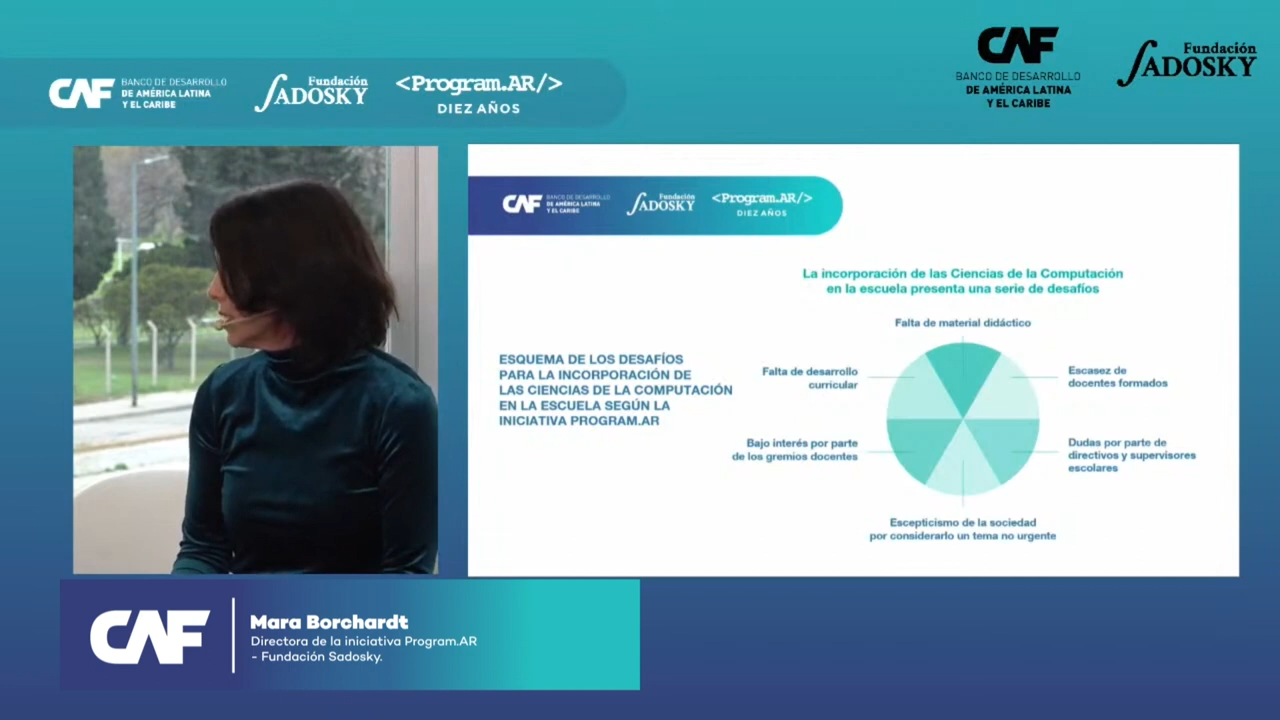 CAF
BANCO DE DESARROLLO
DE AMÉRICA LATINA
Y EL CARIBE
Fundación
SADOSKY
<Program.AR/>
DIEZ AÑOS
CAF
BANCO DE DESARROLLO
DE AMÉRICA LATINA
Y EL CARIBE
Fundación
SADOSKY
CAF
BANCO DE DESARROLLO
DE AMÉRICA LATINA
Y EL CARIBE
Fundación
SADOSKY
<Program.AR/>
DIEZ AÑOS
La incorporación de las Ciencias de la Computación
en la escuela presenta una serie de desafíos
ESQUEMA DE LOS DESAFÍOS
PARA LA INCORPORACIÓN DE
LAS CIENCIAS DE LA COMPUTACIÓN
EN LA ESCUELA SEGÚN LA
INICIATIVA PROGRAM.AR
Falta de material didáctico
Escasez de
docentes formados
Dudas por parte de
directivos y supervisores
escolares
Escepticismo de la sociedad
por considerarlo un tema no urgente
Bajo interés por parte
de los gremios docentes
Falta de desarrollo
curricular
CAF
Mara Borchardt
Directora de la iniciativa Program.AR
- Fundación Sadosky.